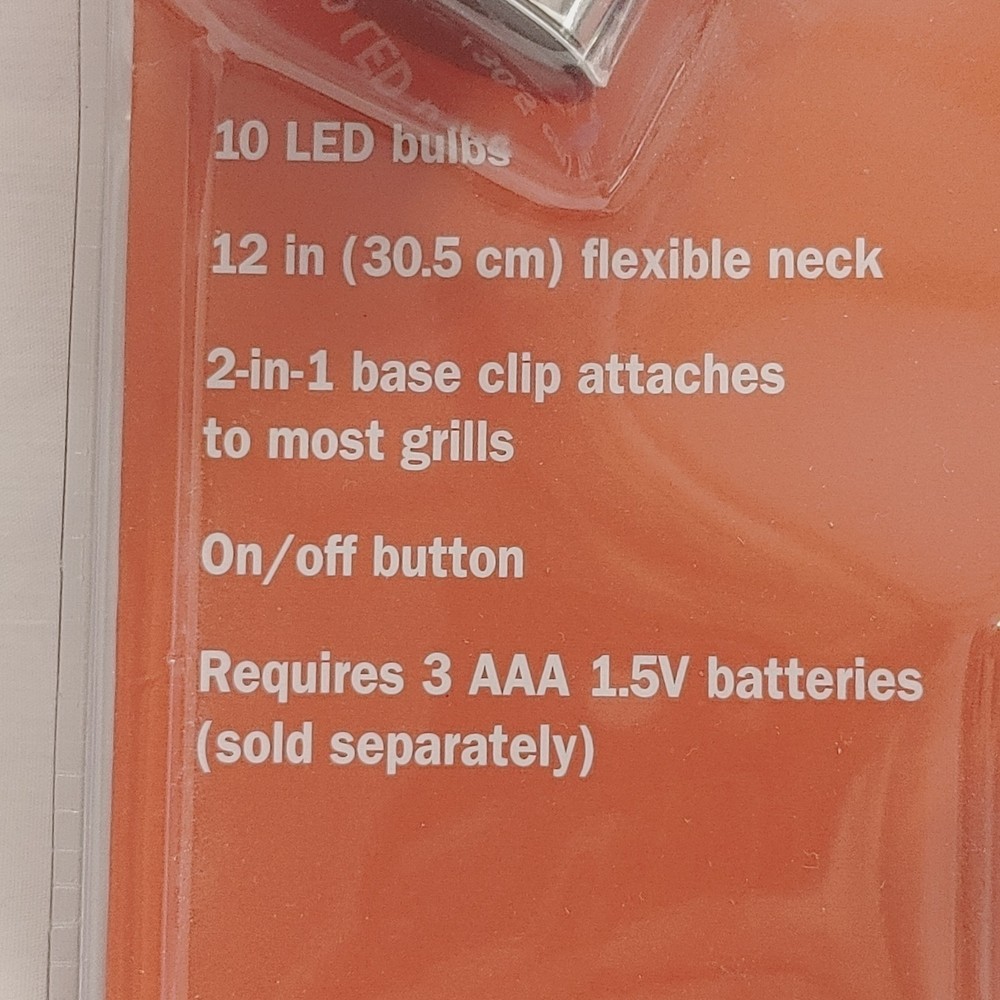 10 LED bulbs
12 in (30.5 cm) flexible neck
2-in-1 base clip attaches
to most grills
On/off button
Requires 3 AAA 1.5V batteries
(sold separately)